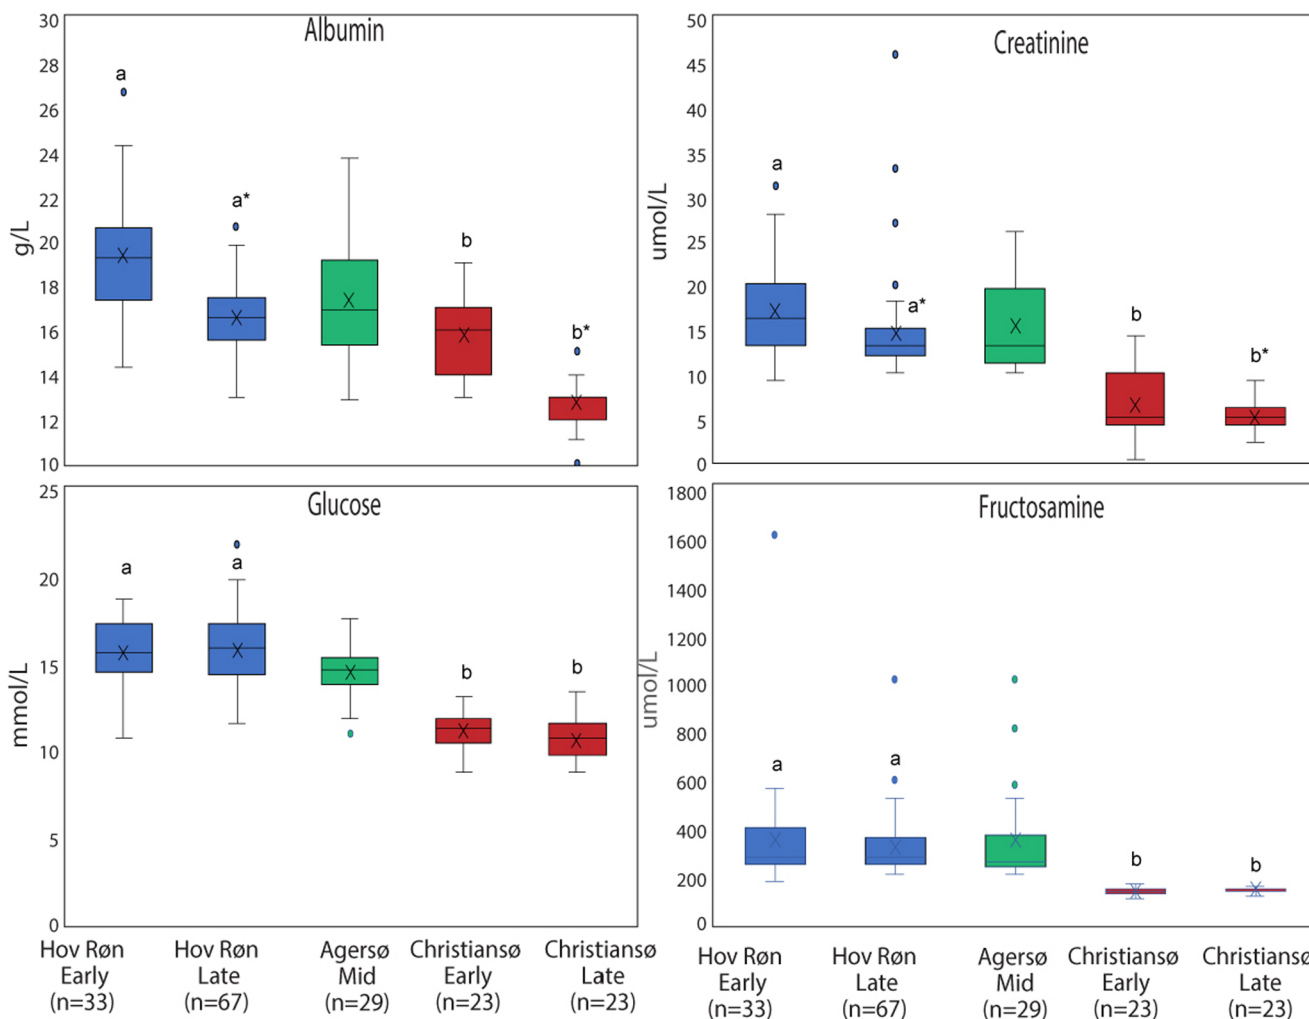 Albumin
30
28
26
24
22
20
18
16
14
12
10
g/L
a
a*
b
b*
Creatinine
50
45
40
35
30
25
20
15
10
5
0
umol/L
a
a*
b
b*
Glucose
25
20
15
10
5
0
mmol/L
a
a
b
b
Hov Røn
Early
(n=33)
Hov Røn
Late
(n=67)
Agersø
Mid
(n=29)
Christiansø
Early
(n=23)
Christiansø
Late
(n=23)
Fructosamine
1800
1600
1400
1200
1000
800
600
400
200
0
umol/L
a
a
b
b
Hov Røn
Early
(n=33)
Hov Røn
Late
(n=67)
Agersø
Mid
(n=29)
Christiansø
Early
(n=23)
Christiansø
Late
(n=23)